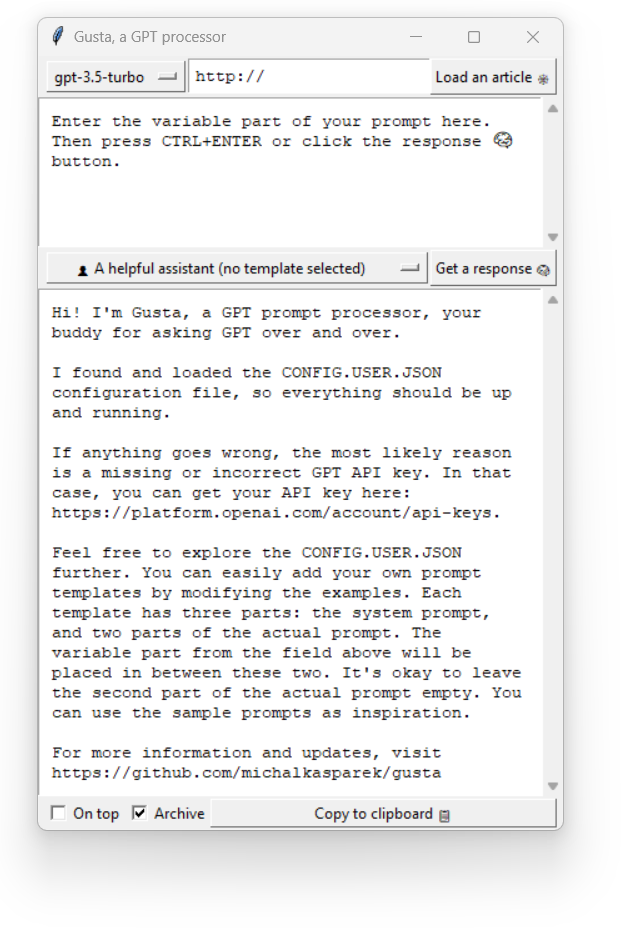 Gusta, a GPT processor
gpt-3.5-turbo http:// Load an article
Enter the variable part of your prompt here.
Then press CTRL+ENTER or click the response
button.
A helpful assistant (no template selected) Get a response
Hi! I'm Gusta, a GPT prompt processor, your
buddy for asking GPT over and over.
I found and loaded the CONFIG.USER.JSON
configuration file, so everything should be up
and running.
If anything goes wrong, the most likely reason
is a missing or incorrect GPT API key. In that
case, you can get your API key here:
https://platform.openai.com/account/api-keys.
Feel free to explore the CONFIG.USER.JSON
further. You can easily add your own prompt
templates by modifying the examples. Each
template has three parts: the system prompt,
and two parts of the actual prompt. The
variable part from the field above will be
placed in between these two. It's okay to leave
the second part of the actual prompt empty. You
can use the sample prompts as inspiration.
For more information and updates, visit
https://github.com/michalkasparek/gusta
On top Archive Copy to clipboard